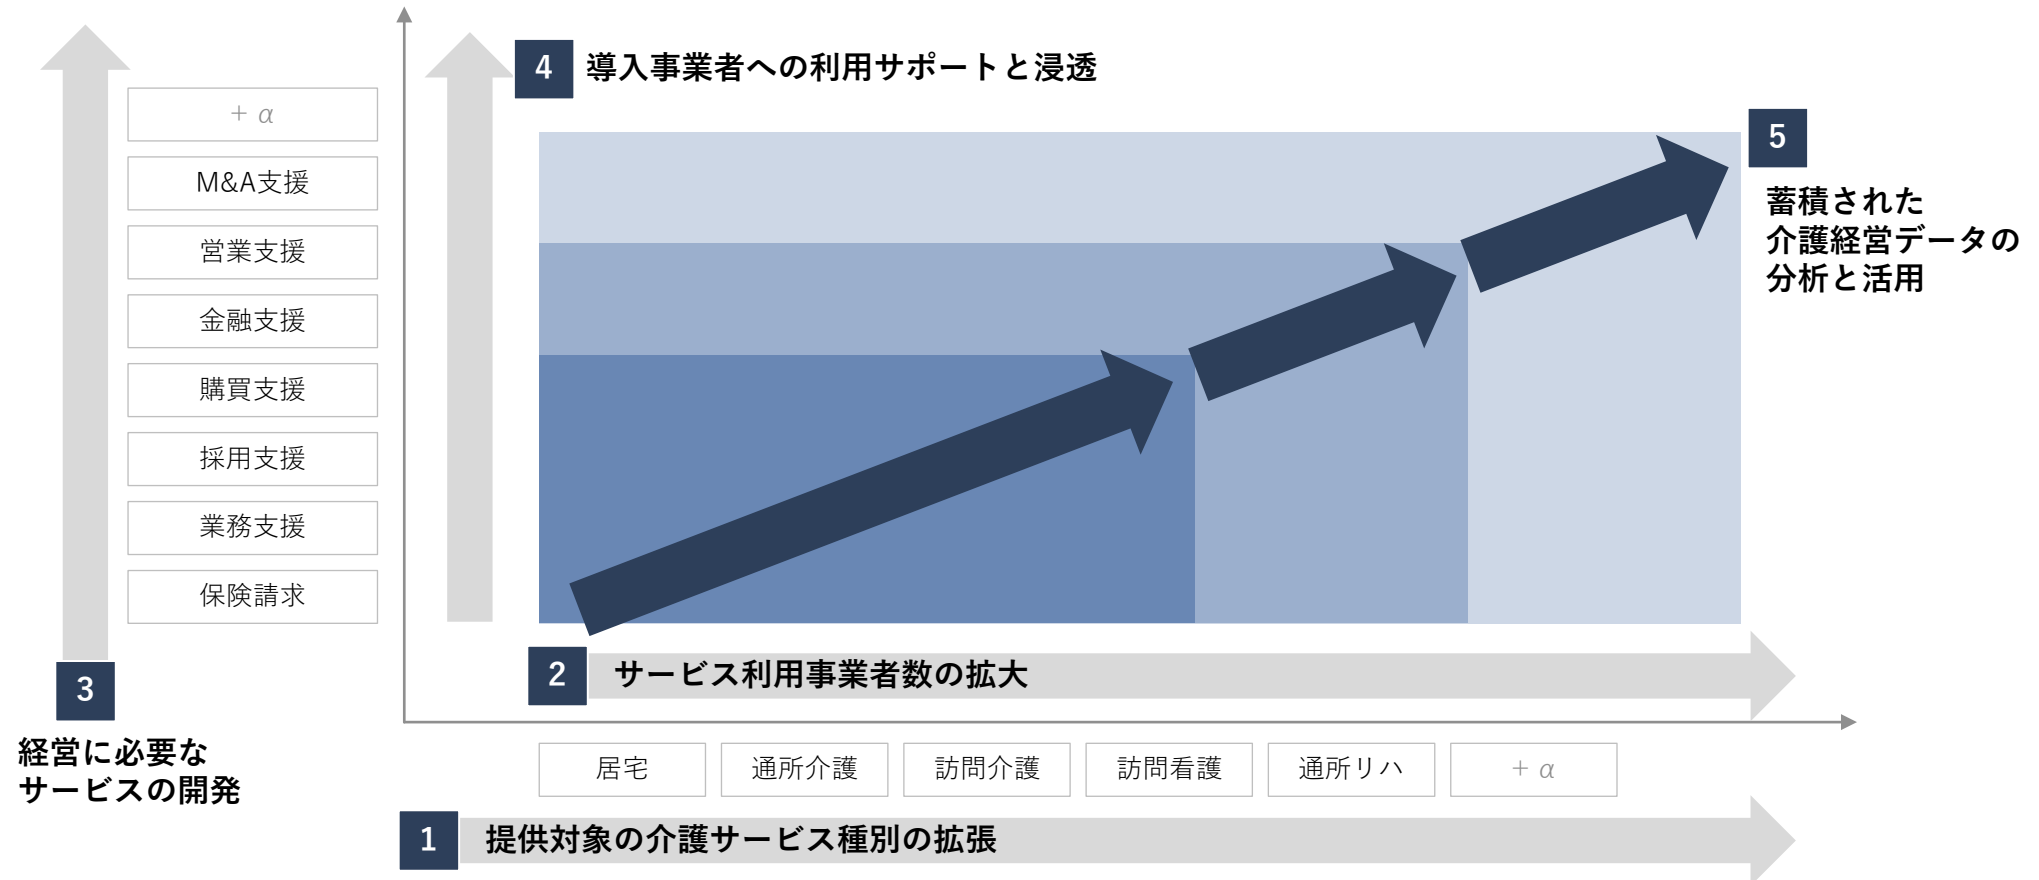 4 導入事業者への利用サポートと浸透
+ α
M&A支援
営業支援
金融支援
購買支援
採用支援
業務支援
保険請求
3
経営に必要な
サービスの開発
5
蓄積された
介護経営データの
分析と活用
2 サービス利用事業者数の拡大
居宅 通所介護 訪問介護 訪問看護 通所リハ + α
1 提供対象の介護サービス種別の拡張